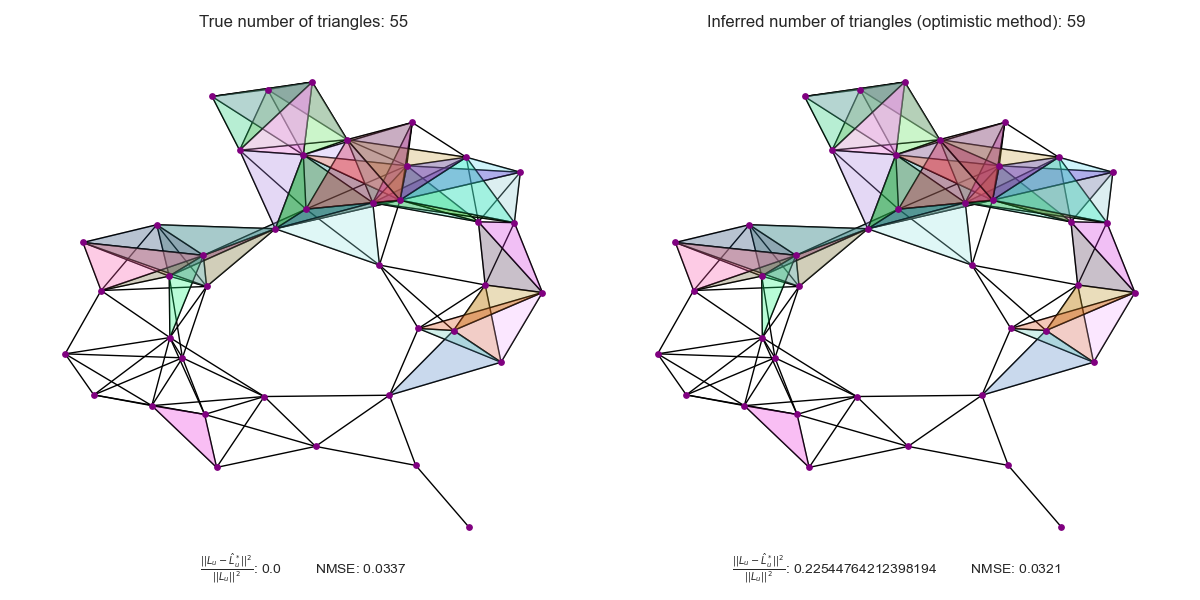 True number of triangles: 55
Inferred number of triangles (optimistic method): 59
$\frac{||L_u - \hat{L}_u^*||^2}{||L_u||^2}$: 0.0 NMSE: 0.0337
$\frac{||L_u - \hat{L}_u^*||^2}{||L_u||^2}$: 0.22544764212398194 NMSE: 0.0321